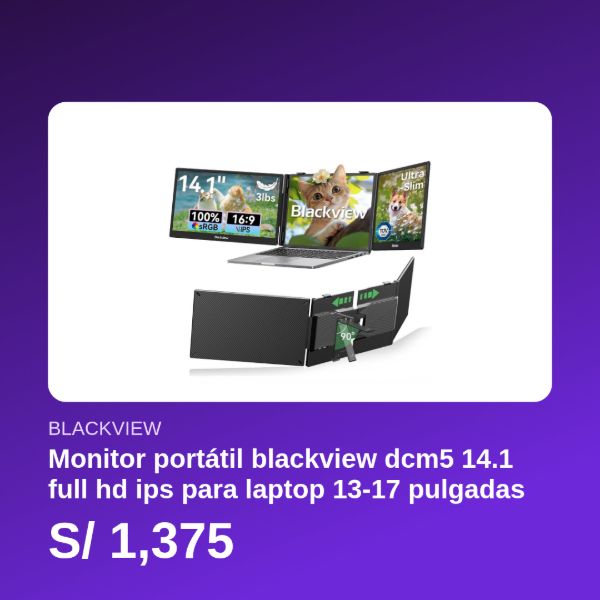 14.1"
3lbs
100%
sRGB
16:9
IPS
Blackview
Ultra
Slim
90°
BLACKVIEW
Monitor portátil blackview dcm5 14.1
full hd ips para laptop 13-17 pulgadas
S/ 1,375